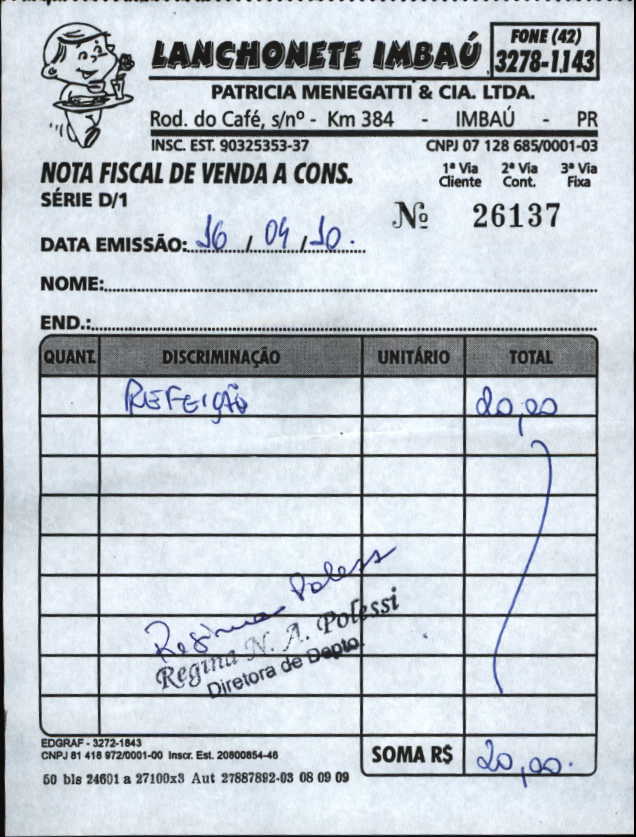 LANCHONETE IMBAÚ FONE (42) 3278-1143
PATRICIA MENEGATTI & CIA. LTDA.
Rod. do Café, s/nº - Km 384 - IMBAÚ - PR
INSC. EST. 90325353-37 CNPJ 07 128 685/0001-03
NOTA FISCAL DE VENDA A CONS.
1ª Via Cliente 2ª Via Cont. 3ª Via Fixa
SÉRIE D/1
Nº 26137
DATA EMISSÃO: 16 / 04 / 10.
NOME:
END.:
QUANT. DISCRIMINAÇÃO UNITÁRIO TOTAL
REFEIÇÃO 20,00
Regina Polessi
Regina N. A. Polessi
Diretora de Depto.
EDGRAF - 3272-1843
CNPJ 81 418 972/0001-00 Inscr. Est. 20800854-46
SOMA R$ 20,00.
50 bls 24601 a 27100x3 Aut 27887892-03 08 09 09